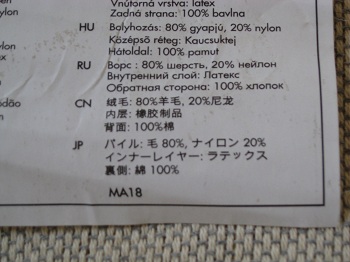 Vnútorná vrstva: latex
ylon
Zadná strana: 100% bavlna
HU Bolyhozás: 80% gyapjú, 20% nylon
Középső réteg: Kaucsuktej
Hátoldal: 100% pamut
RU Ворс : 80% шерсть, 20% нейлон
Внутренний слой: Латекс
Обратная сторона: 100% хлопок
dão
CN 绒毛: 80%羊毛, 20%尼龙
内层: 橡胶制品
背面: 100%棉
JP パイル: 毛 80%, ナイロン 20%
インナーレイヤー: ラテックス
裏側: 綿 100%
MA18